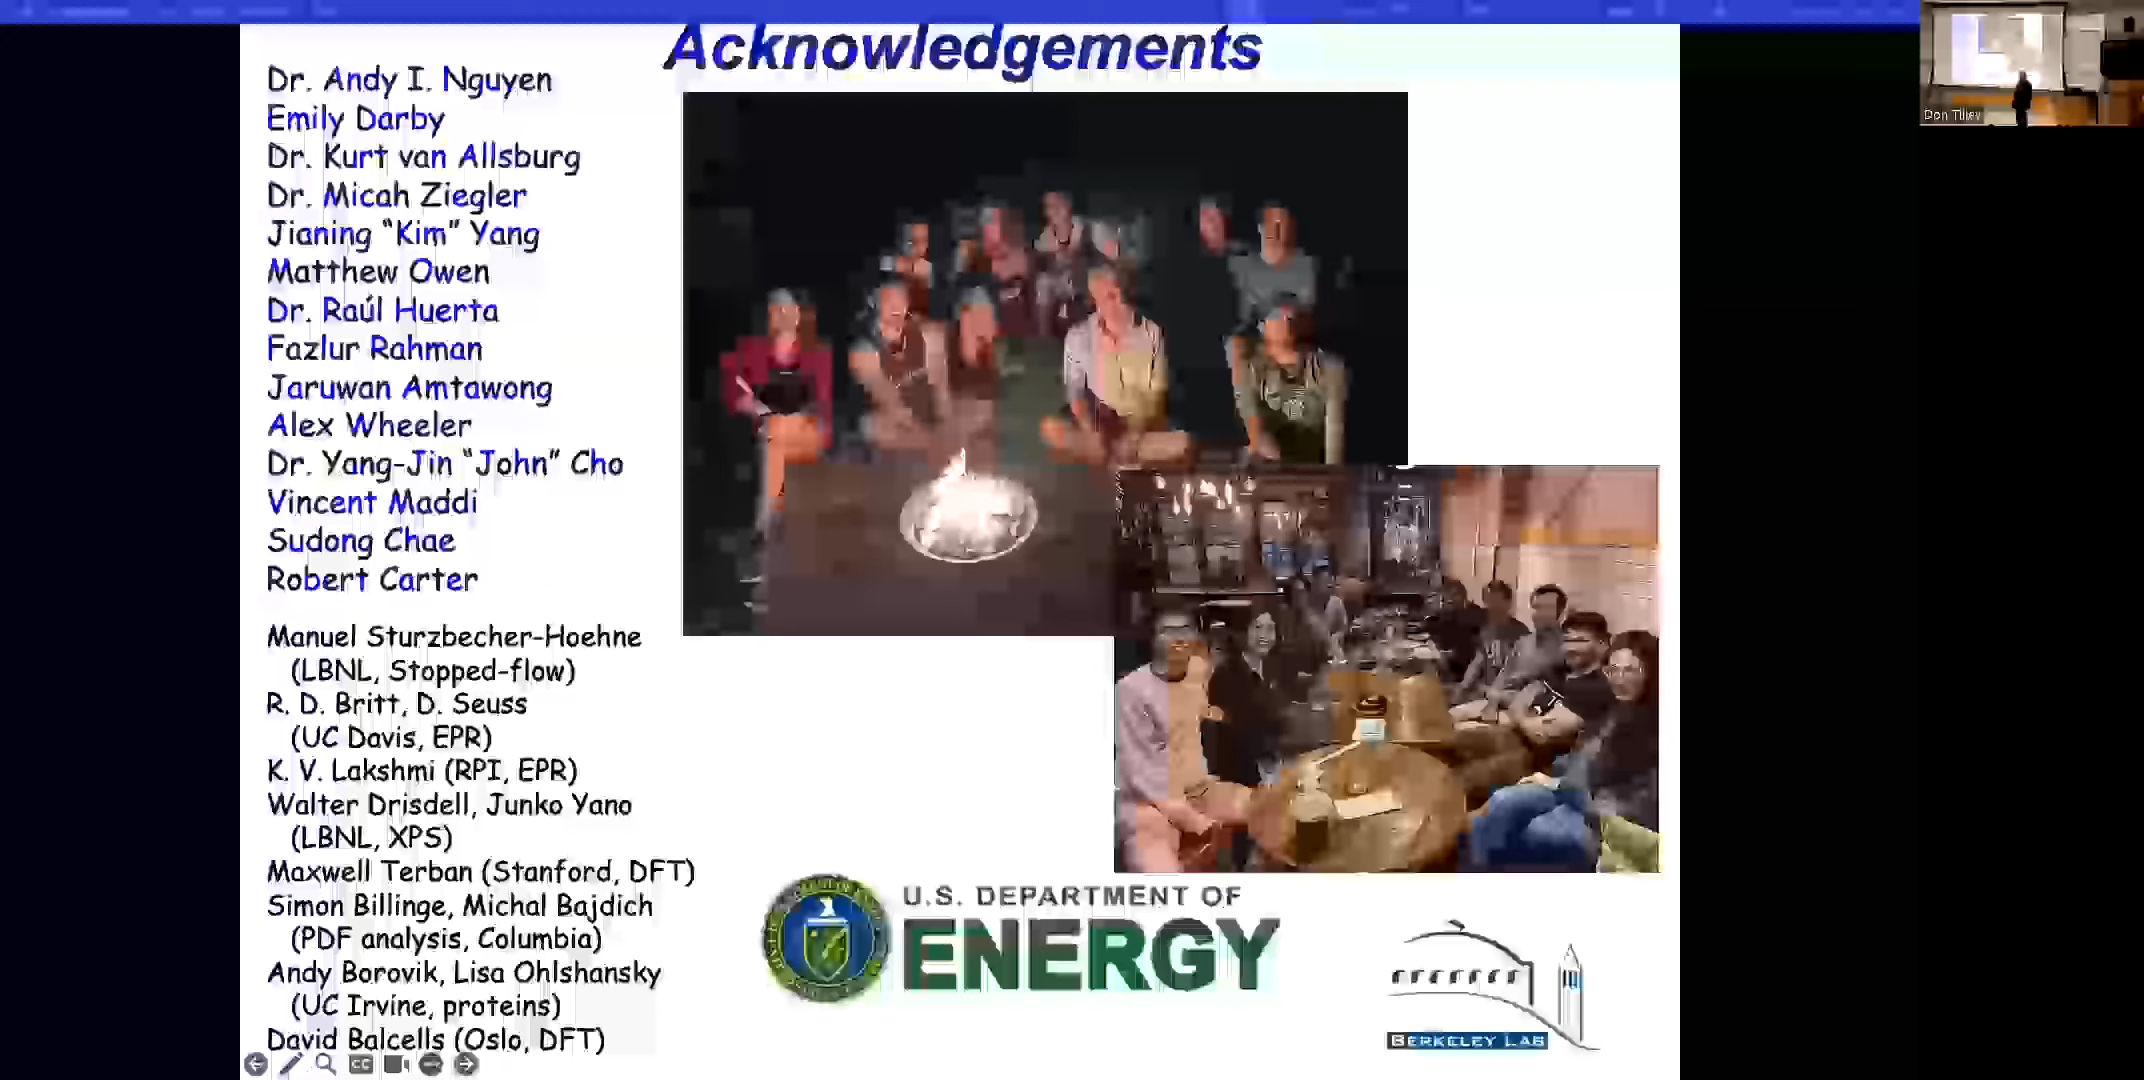 Acknowledgements
Dr. Andy I. Nguyen
Emily Darby
Dr. Kurt van Allsburg
Dr. Micah Ziegler
Jianing “Kim” Yang
Matthew Owen
Dr. Raúl Huerta
Fazlur Rahman
Jaruwan Amtawong
Alex Wheeler
Dr. Yang-Jin “John” Cho
Vincent Maddi
Sudong Chae
Robert Carter
Manuel Sturzbecher-Hoehne
(LBNL, Stopped-flow)
R. D. Britt, D. Seuss
(UC Davis, EPR)
K. V. Lakshmi (RPI, EPR)
Walter Drisdell, Junko Yano
(LBNL, XPS)
Maxwell Terban (Stanford, DFT)
Simon Billinge, Michal Bajdich
(PDF analysis, Columbia)
Andy Borovik, Lisa Ohlshansky
(UC Irvine, proteins)
David Balcells (Oslo, DFT)
U.S. DEPARTMENT OF
ENERGY
BERKELEY LAB
Don Tilley
CC